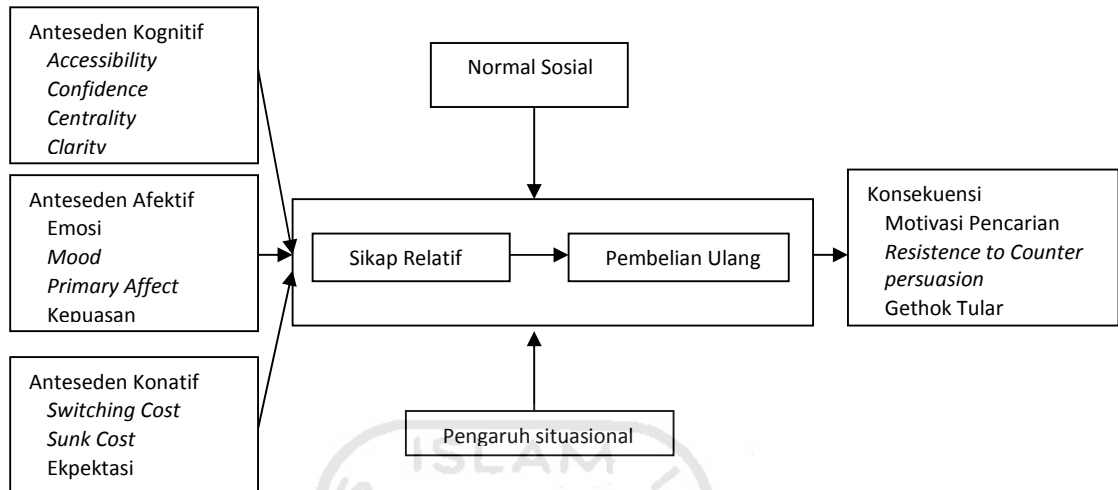 Anteseden Kognitif
Accessibility
Confidence
Centrality
Clarity
Normal Sosial
Anteseden Afektif
Emosi
Mood
Primary Affect
Kepuasan
Sikap Relatif
Pembelian Ulang
Konsekuensi
Motivasi Pencarian
Resistence to Counter
persuasion
Gethok Tular
Anteseden Konatif
Switching Cost
Sunk Cost
Ekpektasi
Pengaruh situasional
ISLAM